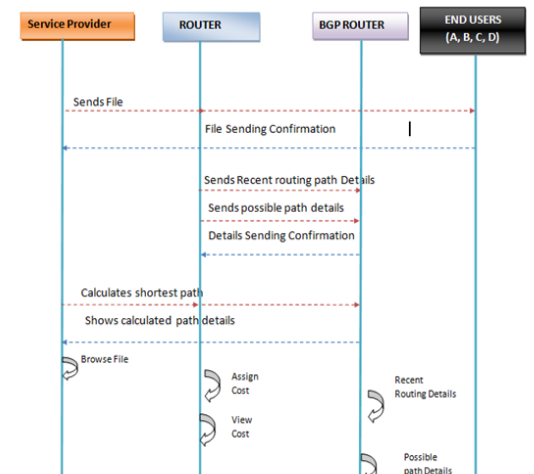 Service Provider
ROUTER
BGP ROUTER
END USERS
(A, B, C, D)
Sends File
File Sending Confirmation
Sends Recent routing path Details
Sends possible path details
Details Sending Confirmation
Calculates shortest path
Shows calculated path details
Browse File
Assign
Cost
Recent
Routing Details
View
Cost
Possible
path Details